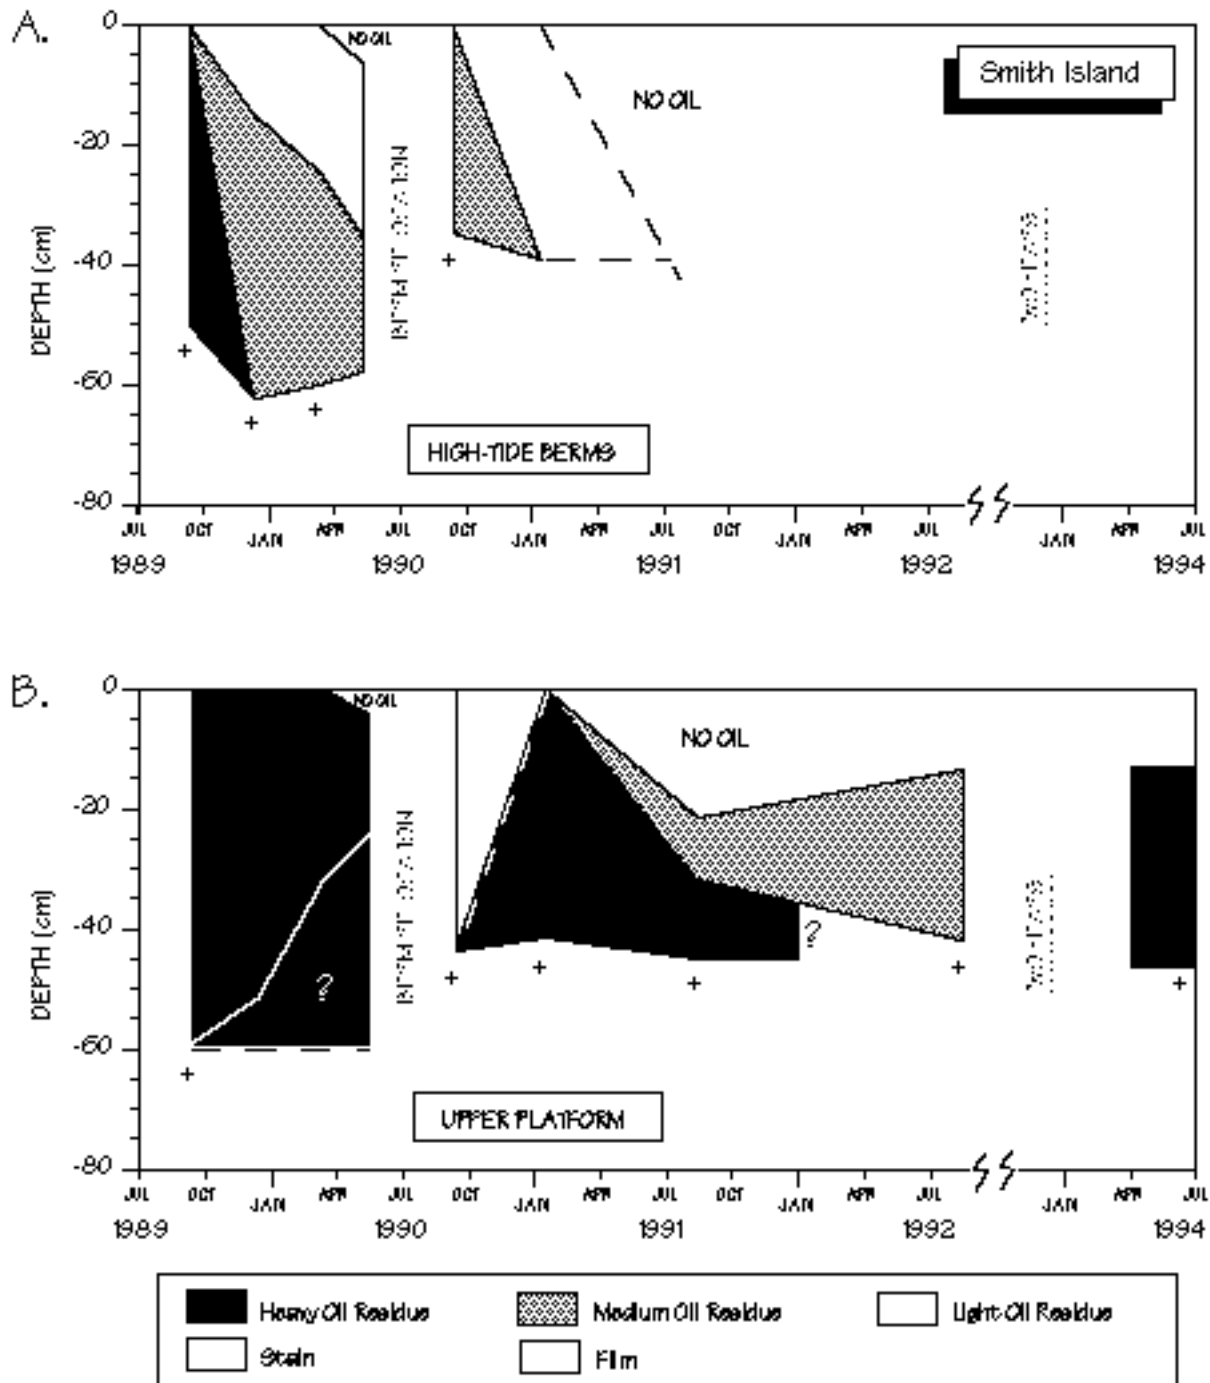 A.
Smith Island
NO OIL
NO OIL
DEPTH (cm)
0
-20
-40
-60
-80
HIGH-TIDE BERMS
JUL OCT JAN APR JUL OCT JAN JUL OCT JAN APR JUL JAN APR JUL
1989 1990 1991 1992 1994
B.
NO OIL
NO OIL
DEPTH (cm)
0
-20
-40
-60
-80
?
?
UPPER PLATFORM
JUL OCT JAN APR JUL OCT JAN APR JUL OCT JAN APR JUL JAN APR JUL
1989 1990 1991 1992 1994
Heavy Oil Residue Medium Oil Residue Light Oil Residue
Stain Film